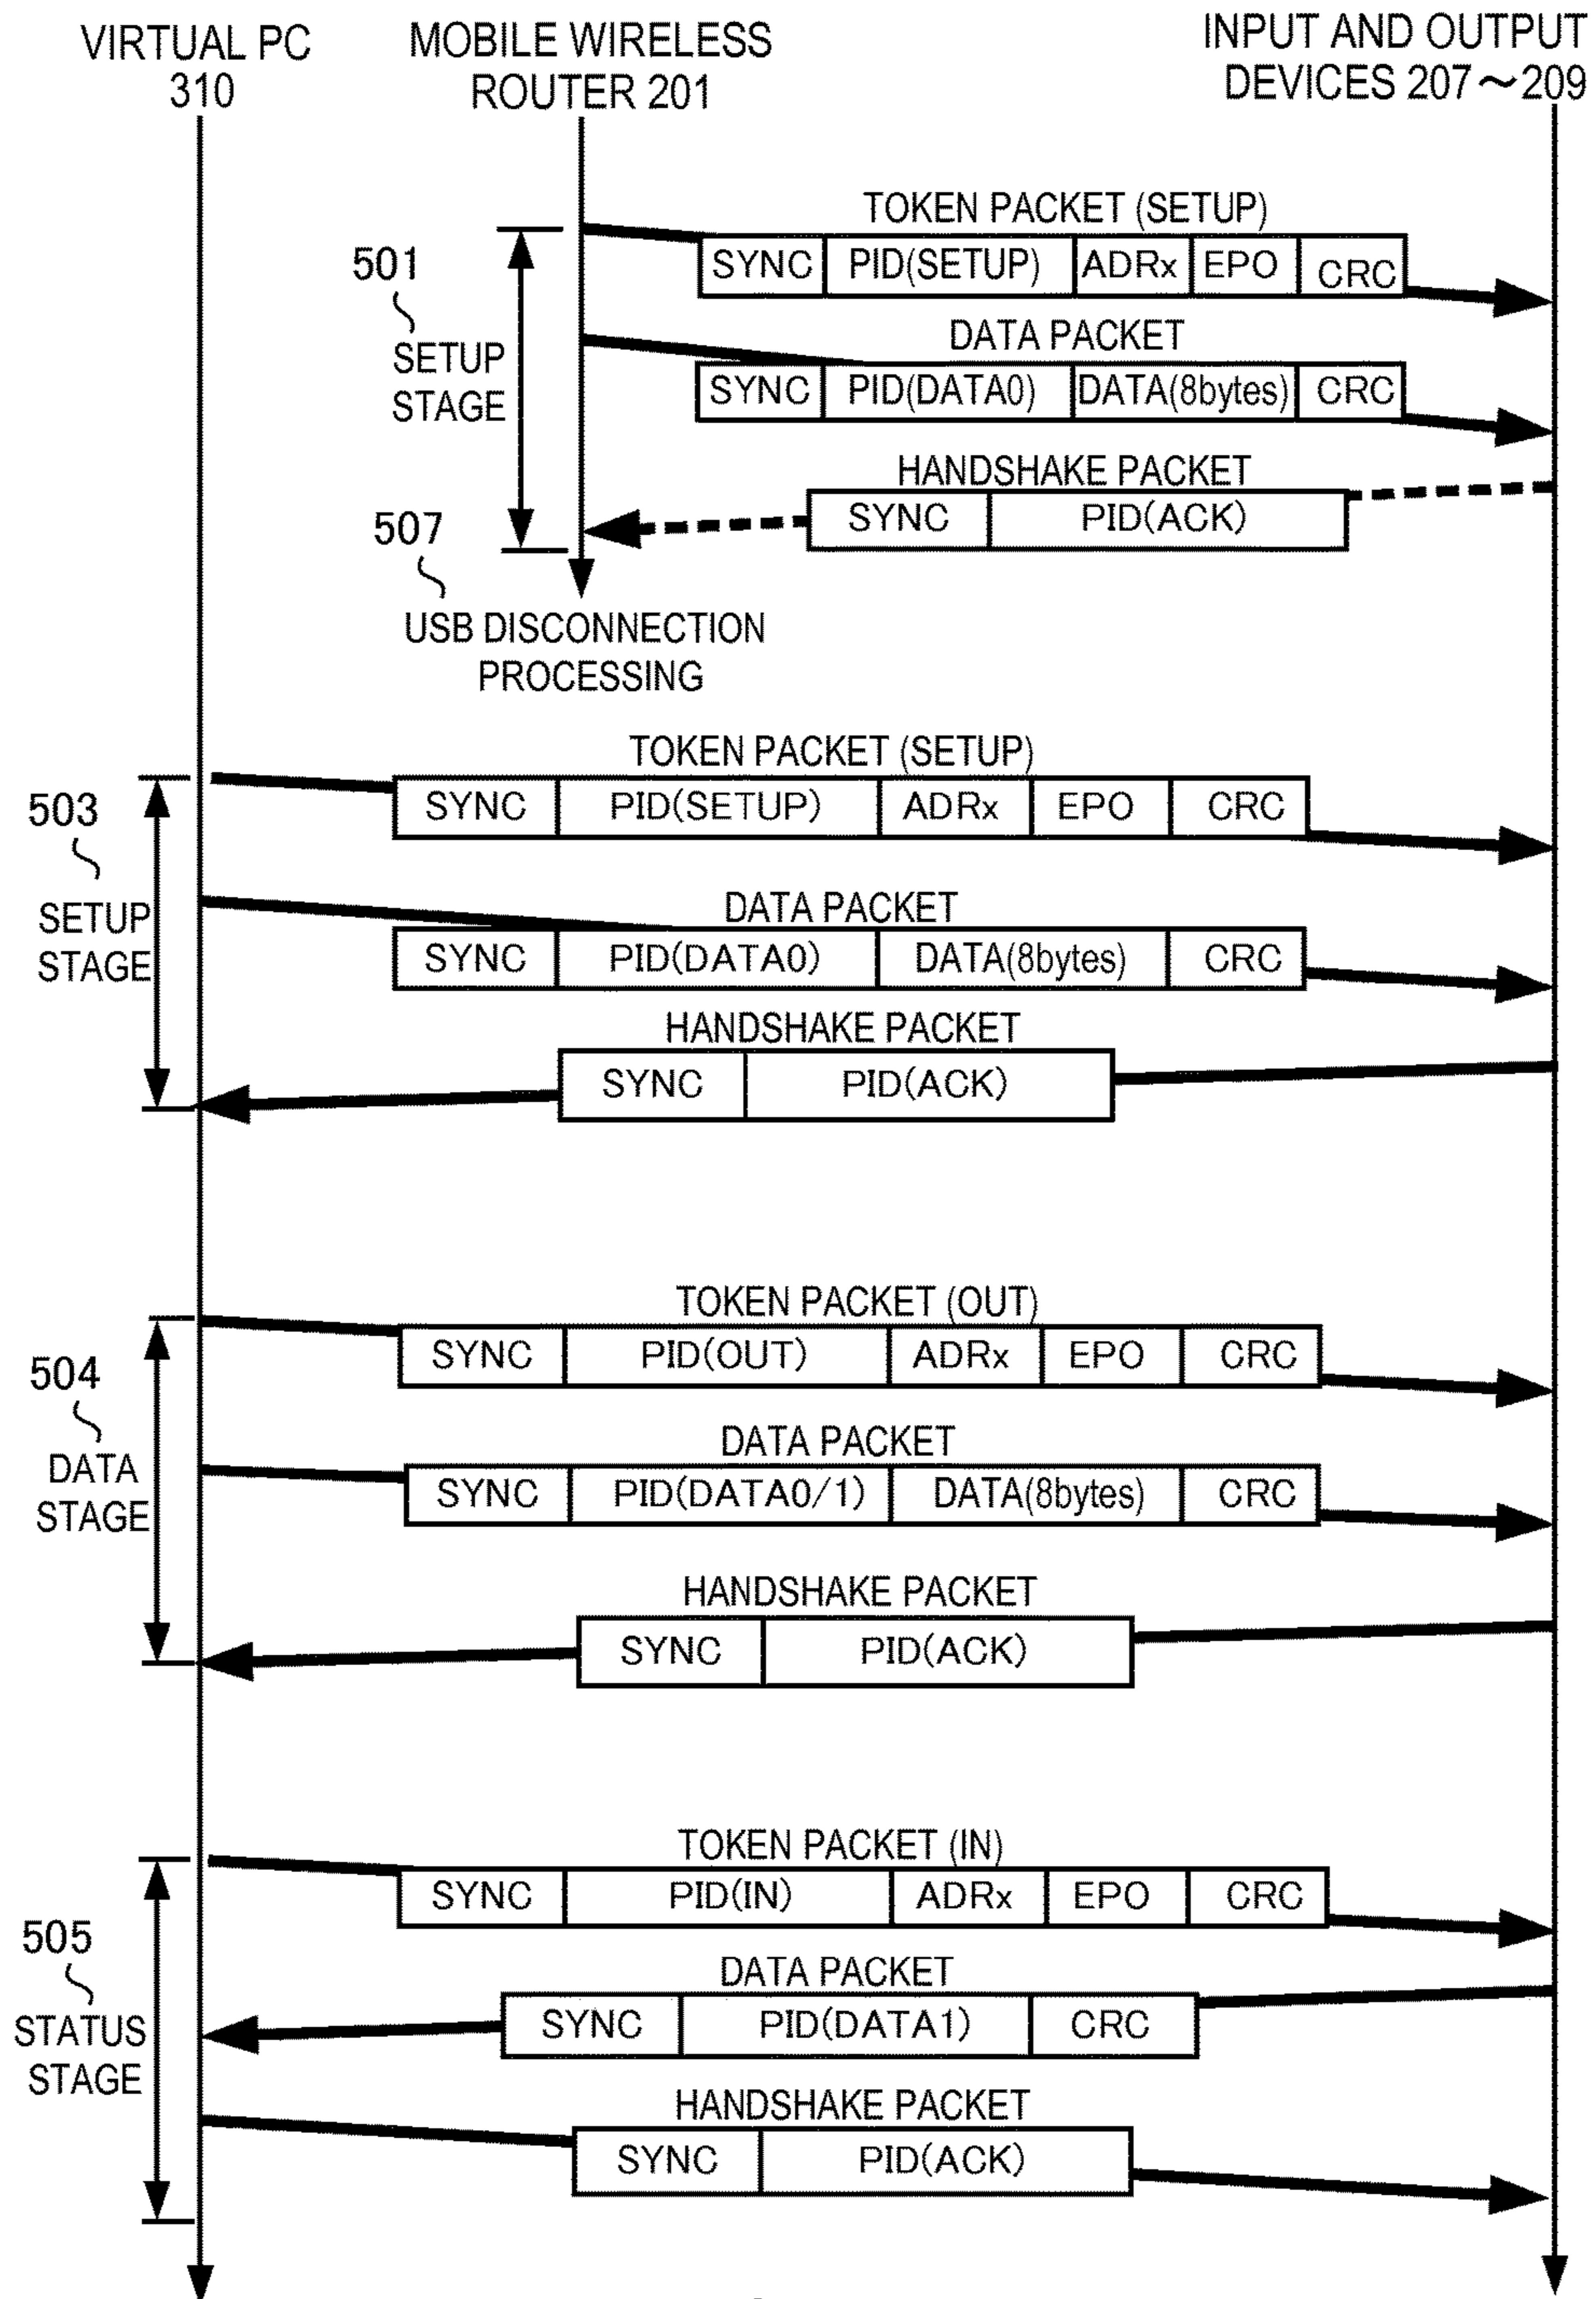 VIRTUAL PC
310
MOBILE WIRELESS
ROUTER 201
INPUT AND OUTPUT
DEVICES 207～209
TOKEN PACKET (SETUP)
SYNC PID(SETUP) ADRx EPO CRC
501
SETUP
STAGE
DATA PACKET
SYNC PID(DATA0) DATA(8bytes) CRC
HANDSHAKE PACKET
SYNC PID(ACK)
507
USB DISCONNECTION
PROCESSING
TOKEN PACKET (SETUP)
SYNC PID(SETUP) ADRx EPO CRC
503
SETUP
STAGE
DATA PACKET
SYNC PID(DATA0) DATA(8bytes) CRC
HANDSHAKE PACKET
SYNC PID(ACK)
TOKEN PACKET (OUT)
SYNC PID(OUT) ADRx EPO CRC
504
DATA
STAGE
DATA PACKET
SYNC PID(DATA0/1) DATA(8bytes) CRC
HANDSHAKE PACKET
SYNC PID(ACK)
TOKEN PACKET (IN)
SYNC PID(IN) ADRx EPO CRC
505
STATUS
STAGE
DATA PACKET
SYNC PID(DATA1) CRC
HANDSHAKE PACKET
SYNC PID(ACK)